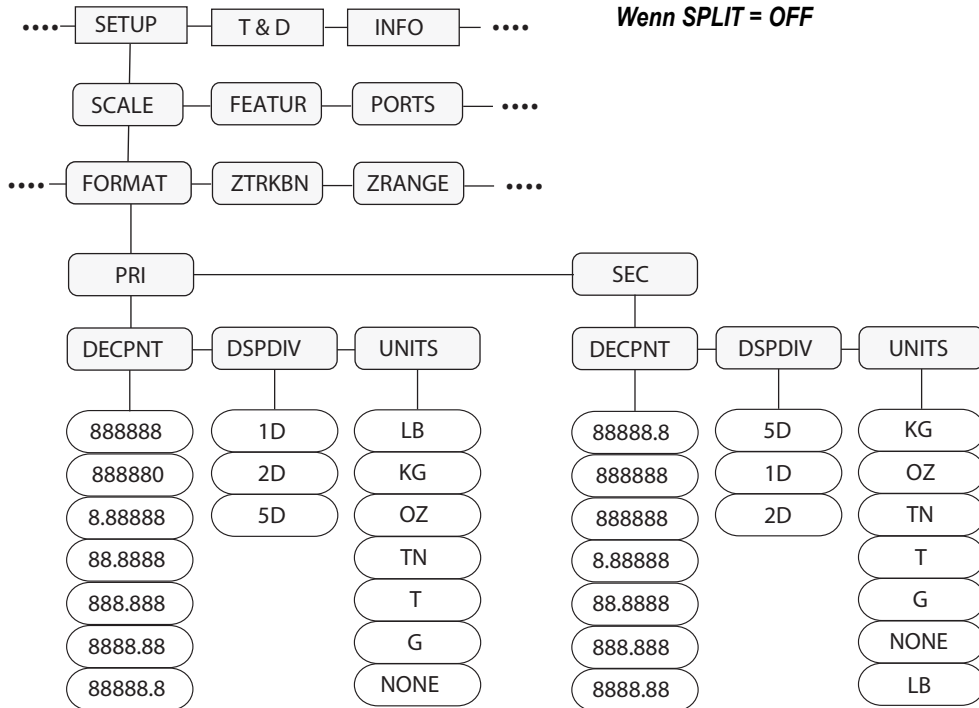 Wenn SPLIT = OFF
SETUP T & D INFO
SCALE FEATUR PORTS
FORMAT ZTRKBN ZRANGE
PRI SEC
DECPNT DSPDIV UNITS DECPNT DSPDIV UNITS
888888 1D LB 88888.8 5D KG
888880 2D KG 888888 1D OZ
8.88888 5D OZ 888888 2D TN
88.8888 TN 8.88888 T
888.888 T 88.8888 G
8888.88 G 888.888 NONE
88888.8 NONE 8888.88 LB